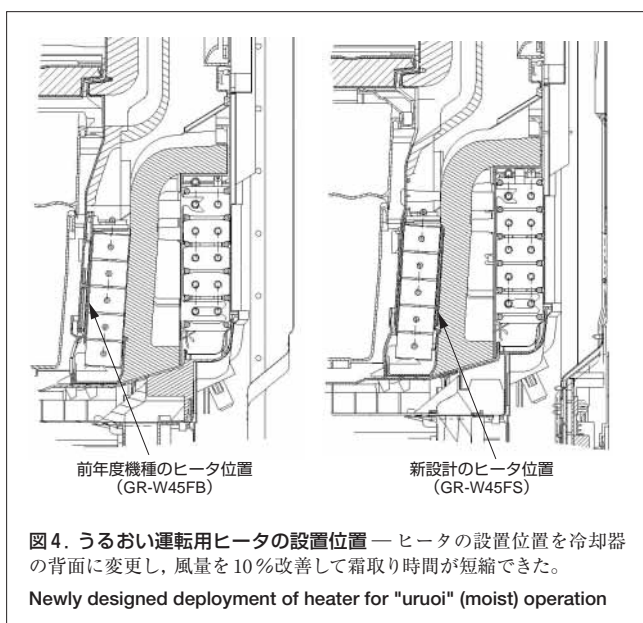 前年度機種のヒータ位置
(GR-W45FB)
新設計のヒータ位置
(GR-W45FS)
図4.うるおい運転用ヒータの設置位置 ― ヒータの設置位置を冷却器
の背面に変更し,風量を10%改善して霜取り時間が短縮できた。
Newly designed deployment of heater for "uruoi" (moist) operation